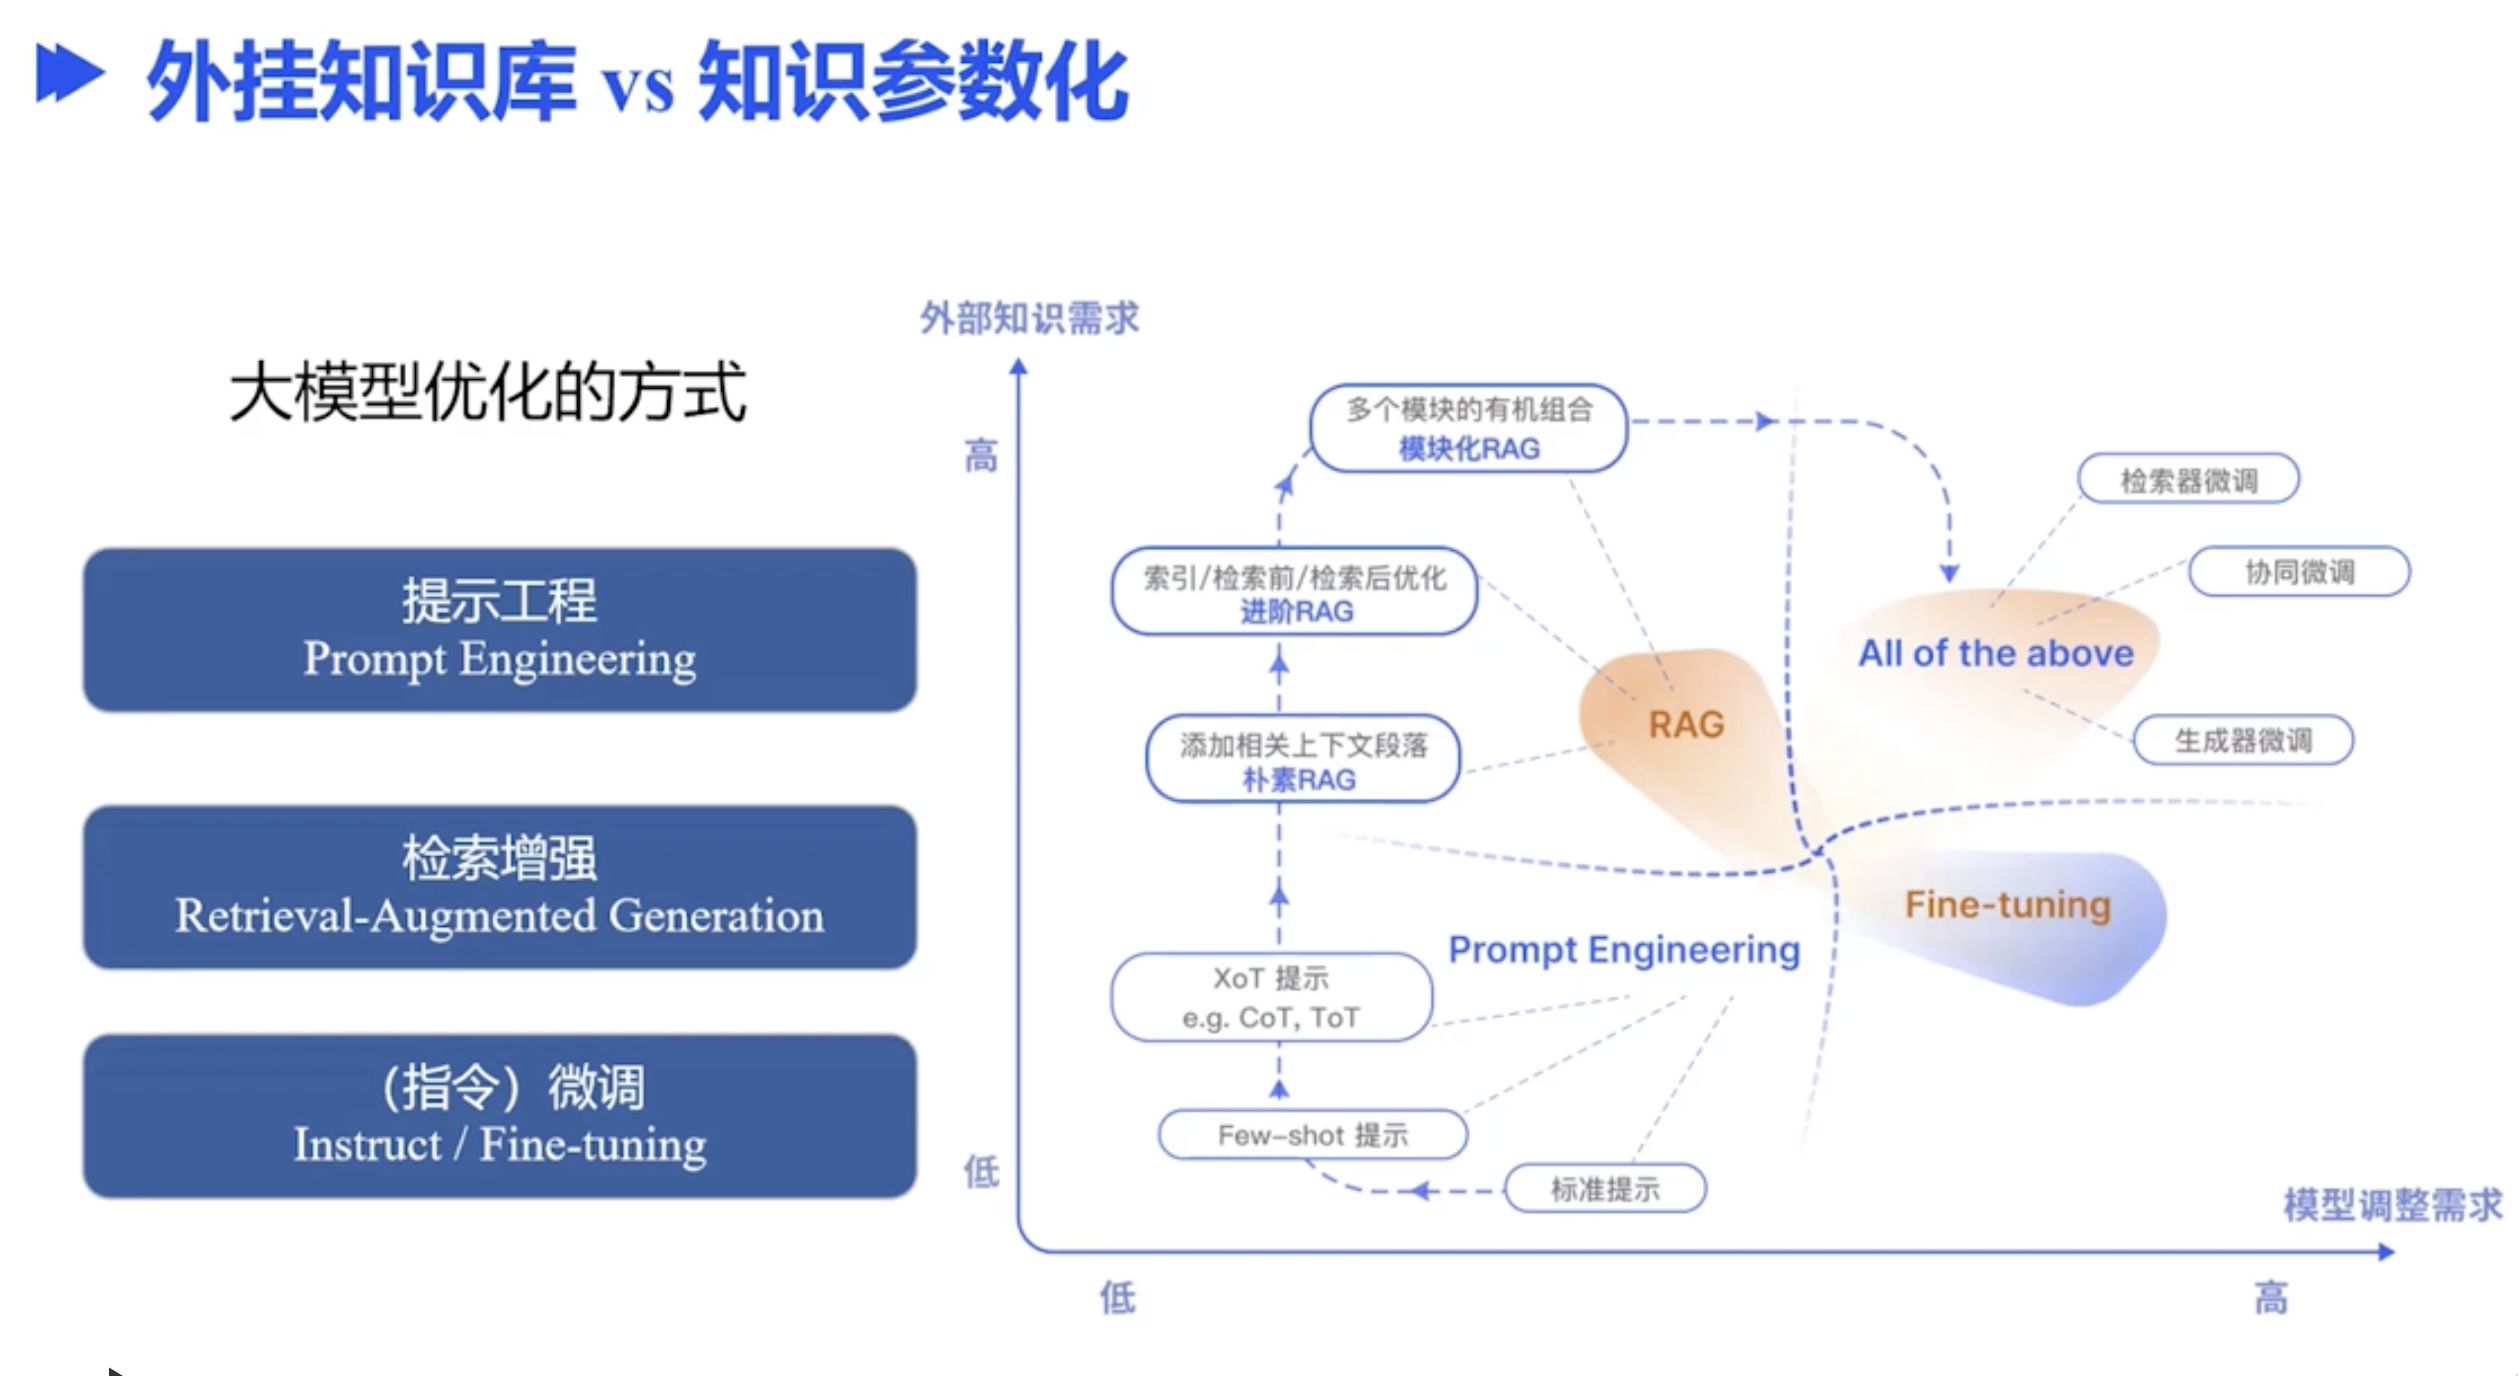 外挂知识库 vs 知识参数化
大模型优化的方式
提示工程
Prompt Engineering
检索增强
Retrieval-Augmented Generation
（指令）微调
Instruct / Fine-tuning
外部知识需求
高
低
多个模块的有机组合
模块化RAG
索引/检索前/检索后优化
进阶RAG
添加相关上下文段落
朴素RAG
XoT 提示
e.g. CoT, ToT
Few-shot 提示
标准提示
RAG
Prompt Engineering
检索器微调
协同微调
All of the above
生成器微调
Fine-tuning
模型调整需求
低
高